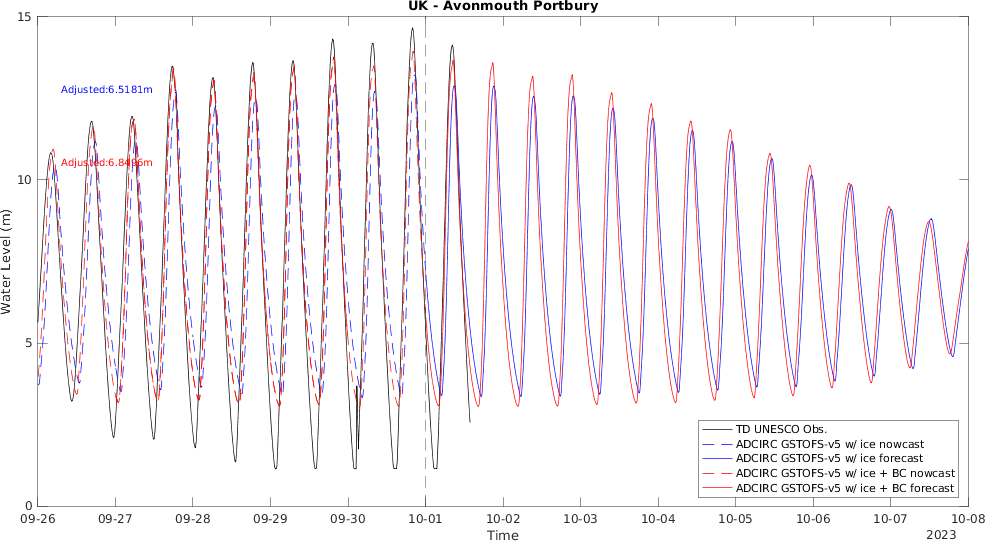 UK - Avonmouth Portbury
15
10
5
0
Water Level (m)
Adjusted:6.5181m
Adjusted:6.8496m
TD UNESCO Obs.
ADCIRC GSTOFS-v5 w/ ice nowcast
ADCIRC GSTOFS-v5 w/ ice forecast
ADCIRC GSTOFS-v5 w/ ice + BC nowcast
ADCIRC GSTOFS-v5 w/ ice + BC forecast
09-26 09-27 09-28 09-29 09-30 10-01 10-02 10-03 10-04 10-05 10-06 10-07 10-08
Time
2023